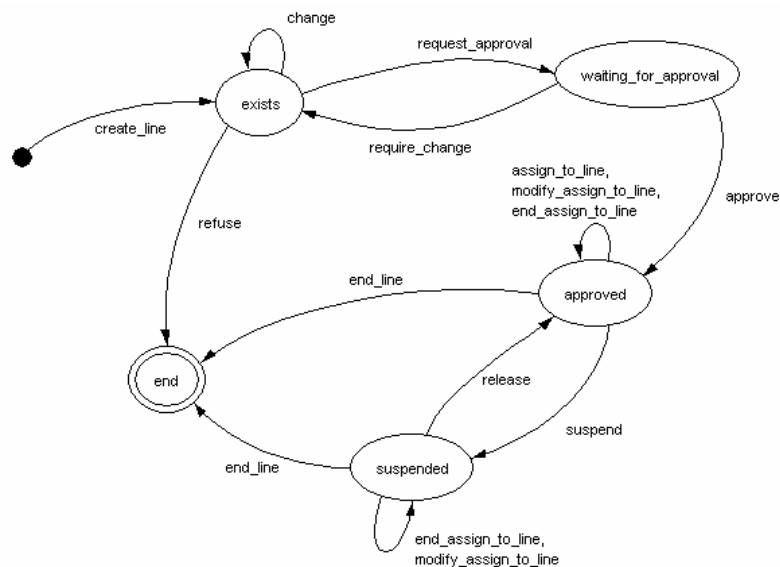 change
request_approval
waiting_for_approval
exists
create_line
require_change
assign_to_line,
modify_assign_to_line,
end_assign_to_line
approve
refuse
end_line
approved
end
release
suspend
end_line
suspended
end_assign_to_line,
modify_assign_to_line